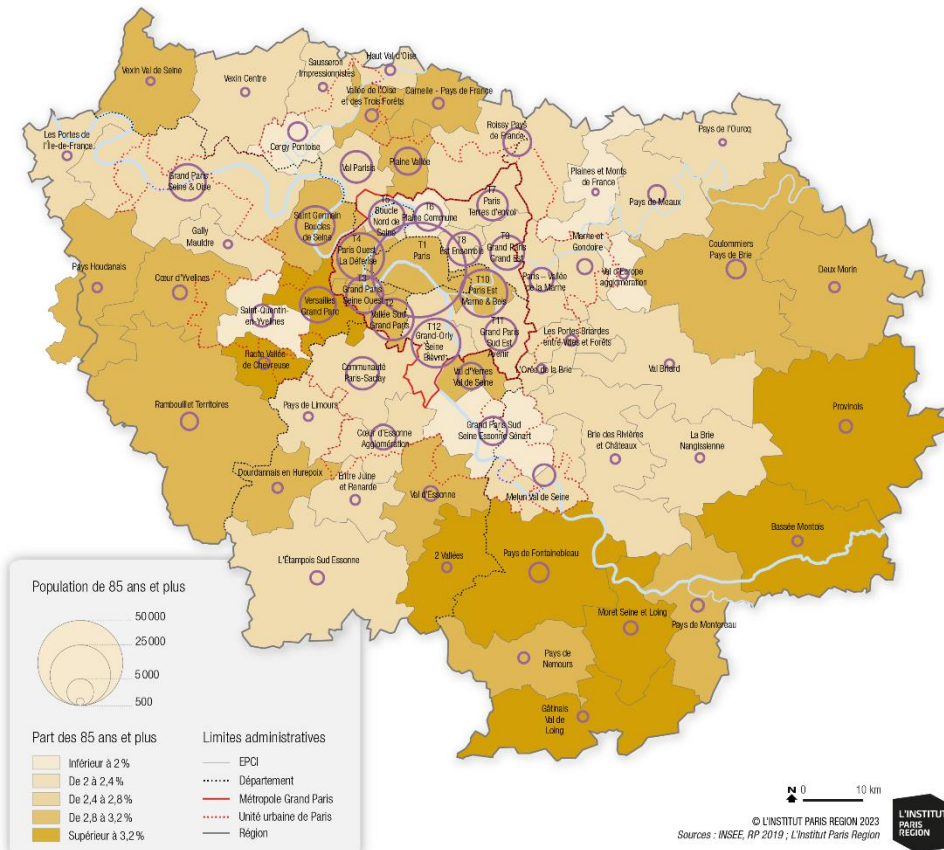 Haut Val d'Oise
Sausseron
Impressionnistes
Vexin Val de Seine
Vexin Centre
Vallée de l'Oise
et des Trois Forêts
Carnelle - Pays de France
Roissy Pays
de France
Pays de l'Ourcq
Les Portes de
l'Île-de-France
Cergy Pontoise
Val Parisis
Plaine Vallée
Plaines et Monts
de France
Pays de Meaux
Grand Paris
Seine & Oise
T7
Paris
Terres d'envol
T5
Boucle
Nord de
Seine
T6
Plaine Commune
Saint Germain
Boucles
de Seine
Gally
Mauldre
T4
Paris Ouest
La Défense
T1
Paris
T8
Est Ensemble
T9
Grand Paris
Grand Est
Marne et
Gondoire
Coulommiers
Pays de Brie
Pays Houdanais
Cœur d'Yvelines
Deux Morin
T3
Grand Paris
Seine Ouest
T10
Paris Est
Marne & Bois
Paris – Vallée
de la Marne
Val d'Europe
agglomération
Saint-Quentin-
en-Yvelines
Versailles
Grand Parc
Vallée Sud
Grand Paris
T12
Grand-Orly
Seine
Bièvre
T11
Grand Paris
Sud Est
Avenir
Les Portes Briardes
entre Villes et Forêts
Haute Vallée
de Chevreuse
Communauté
Paris-Saclay
Val d'Yerres
Val de Seine
Orée de la Brie
Val Briard
Rambouillet Territoires
Pays de Limours
Provinois
Cœur d'Essonne
Agglomération
Grand Paris Sud
Seine Essonne Sénart
Brie des Rivières
et Châteaux
La Brie
Nangissienne
Dourdannais en Hurepoix
Entre Juine
et Renarde
Val d'Essonne
Melun Val de Seine
Bassée Montois
L'Étampois Sud Essonne
2 Vallées
Pays de Fontainebleau
Moret Seine et Loing
Pays de Montereau
Pays de
Nemours
Gâtinais
Val de
Loing
Population de 85 ans et plus
50 000
25 000
5 000
500
Part des 85 ans et plus
Inférieur à 2 %
De 2 à 2,4 %
De 2,4 à 2,8 %
De 2,8 à 3,2 %
Supérieur à 3,2 %
Limites administratives
EPCI
Département
Métropole Grand Paris
Unité urbaine de Paris
Région
N 0 10 km
© L'INSTITUT PARIS REGION 2023
Sources : INSEE, RP 2019 ; L'Institut Paris Region
L'INSTITUT
PARIS
REGION